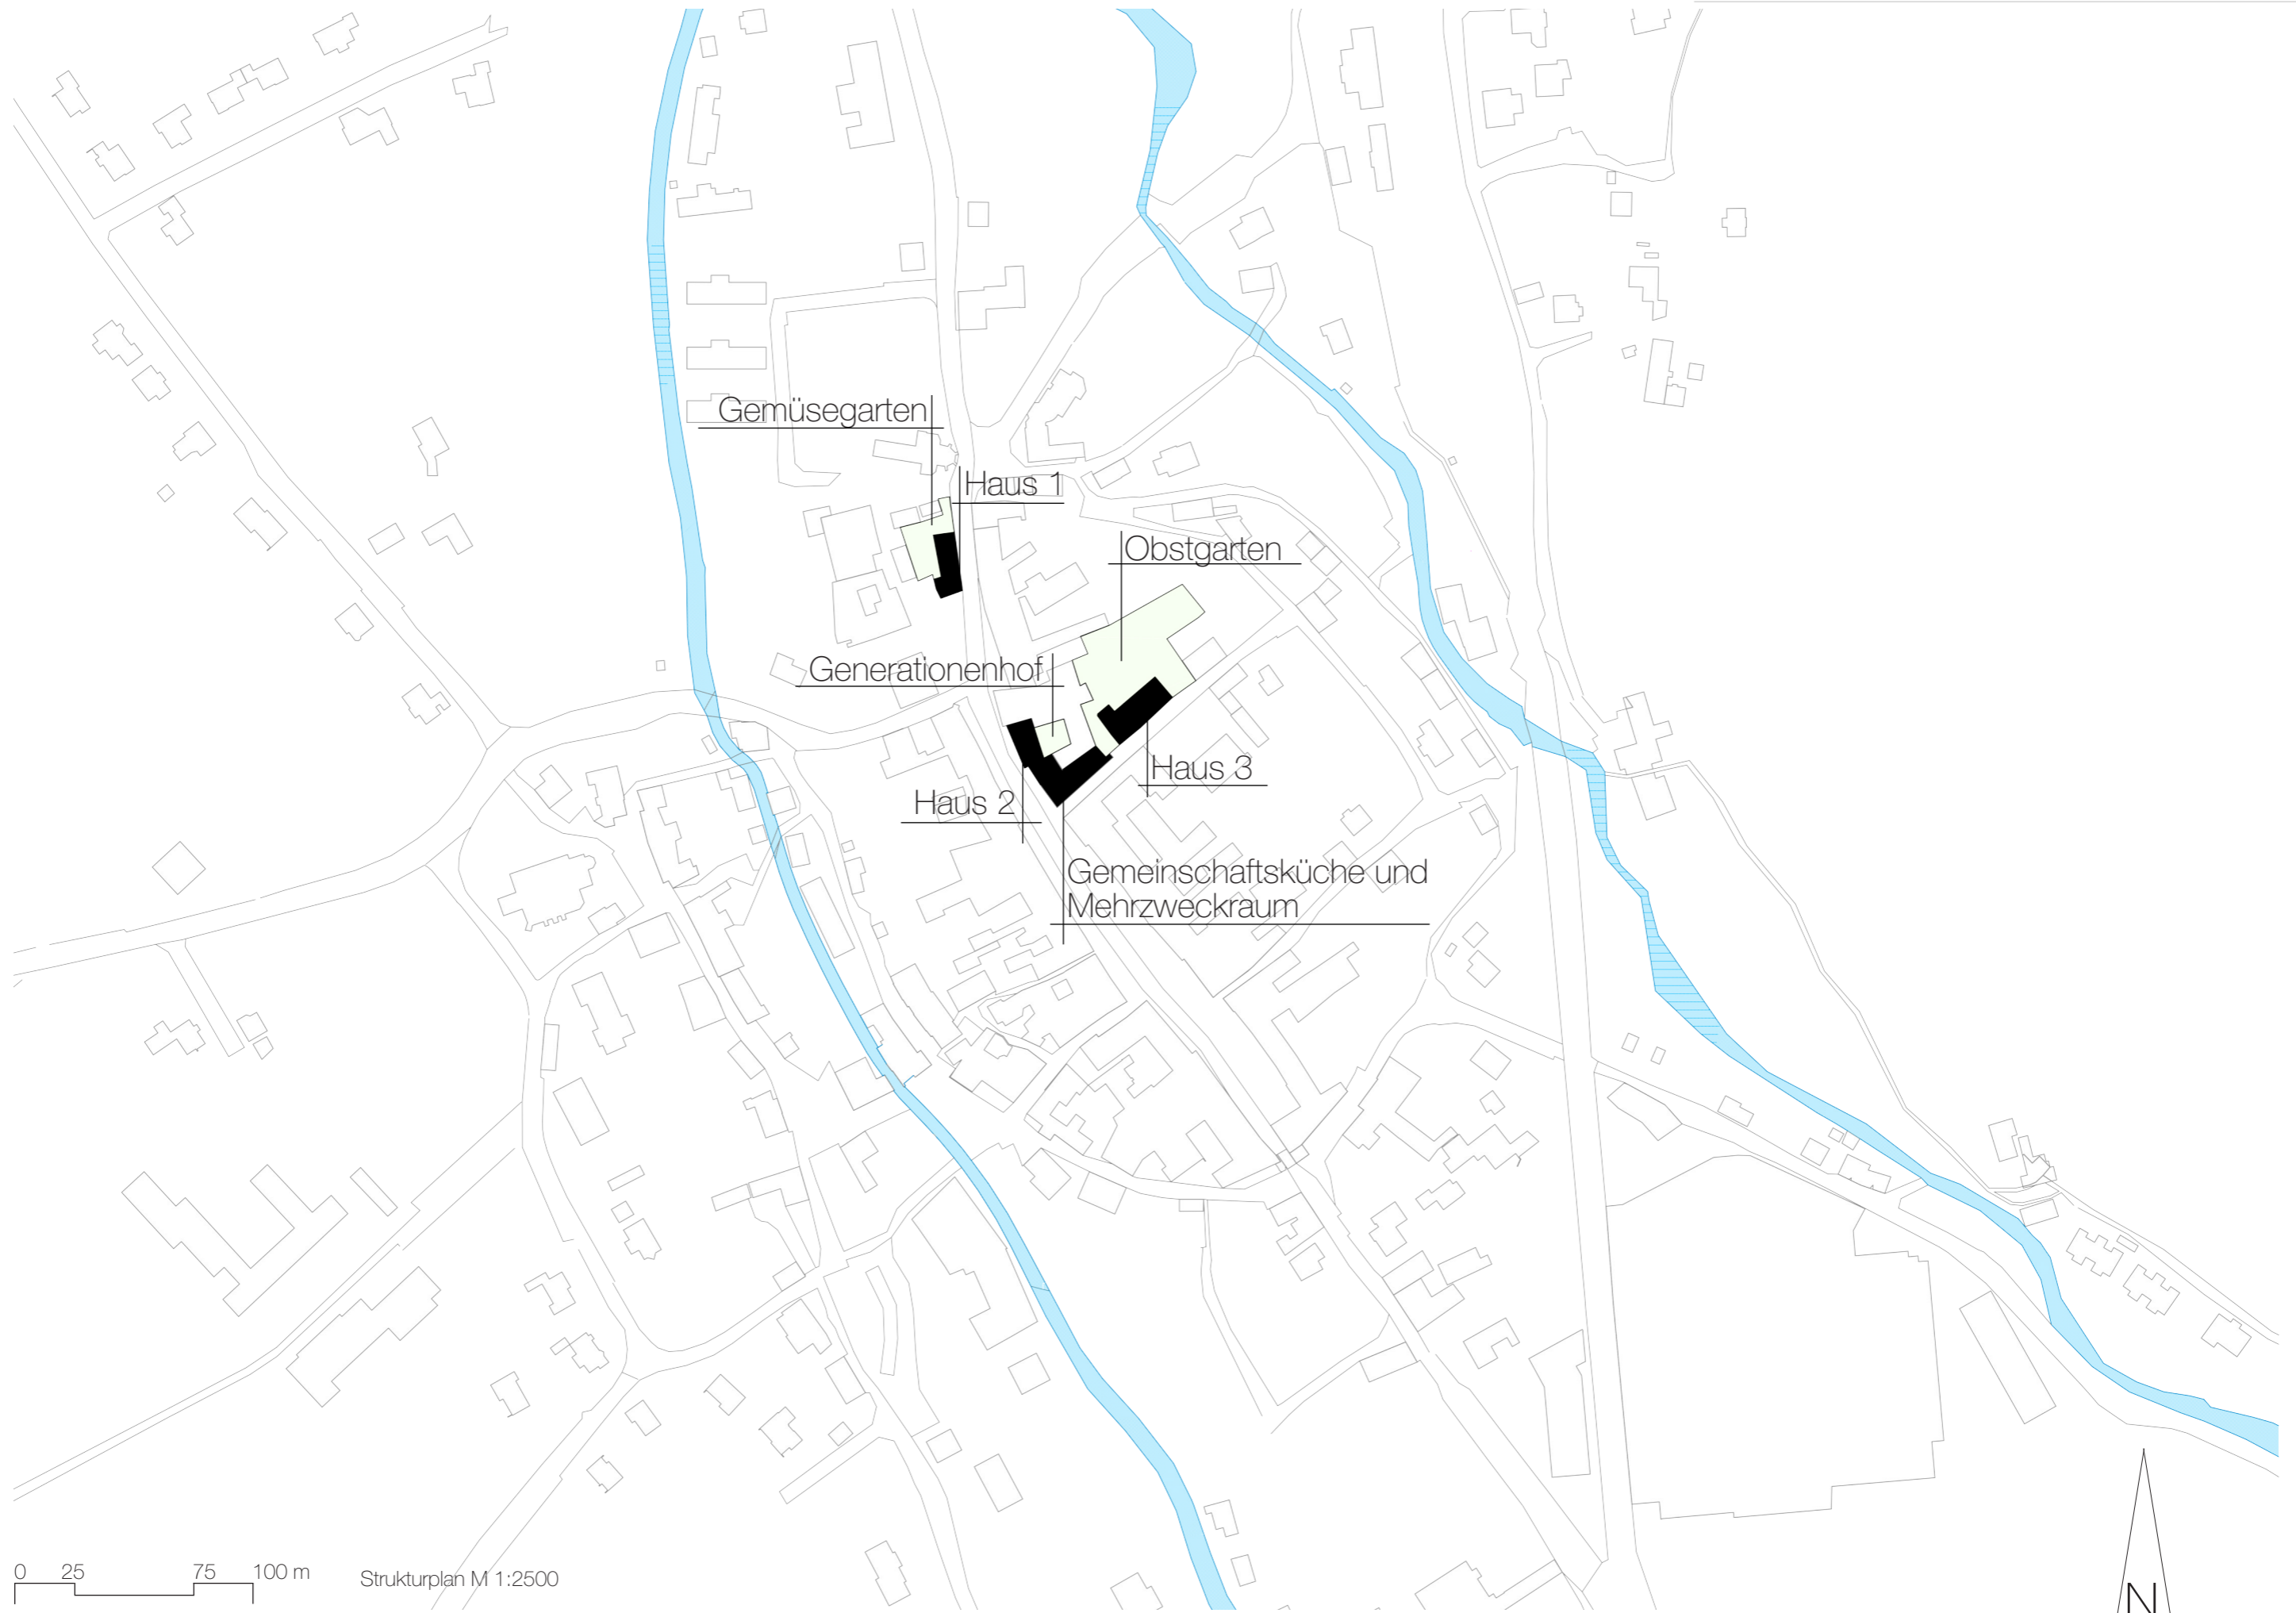 Gemüsegarten
Haus 1
Obstgarten
Generationenhof
Haus 3
Haus 2
Gemeinschaftsküche und
Mehrzweckraum
0 25 75 100 m
Strukturplan M 1:2500
N